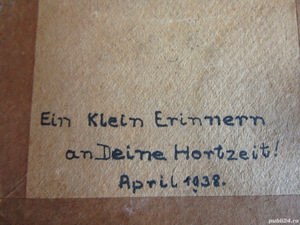 Ein Klein Erinnern
an Deine Hortzeit!
April 1938.
publi24.ro